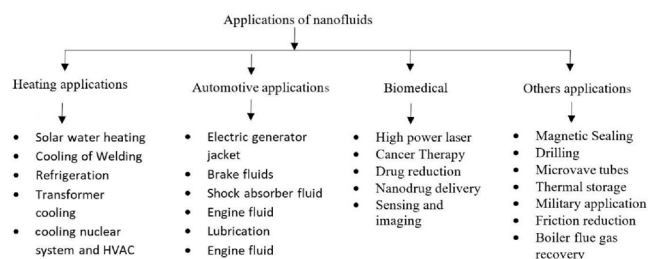 Applications of nanofluids
Heating applications
• Solar water heating
• Cooling of Welding
• Refrigeration
• Transformer
cooling
• cooling nuclear
system and HVAC
Automotive applications
• Electric generator
jacket
• Brake fluids
• Shock absorber fluid
• Engine fluid
• Lubrication
• Engine fluid
Biomedical
• High power laser
• Cancer Therapy
• Drug reduction
• Nanodrug delivery
• Sensing and
imaging
Others applications
• Magnetic Sealing
• Drilling
• Microvave tubes
• Thermal storage
• Military application
• Friction reduction
• Boiler flue gas
recovery